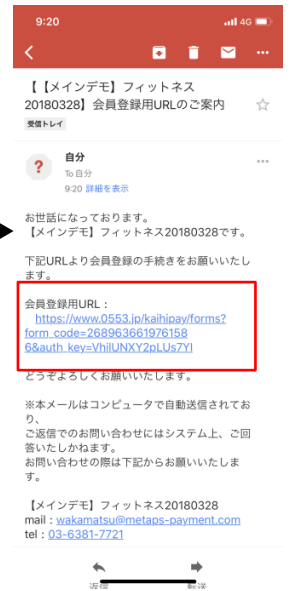 9:20
4G
【【メインデモ】フィットネス
20180328】会員登録用URLのご案内
受信トレイ
自分
To 自分
9:20 詳細を表示
お世話になっております。
【メインデモ】フィットネス20180328です。
下記URLより会員登録の手続きをお願いいたし
ます。
会員登録用URL：
https://www.0553.jp/kaihipay/forms?
form_code=268963661976158
6&auth_key=VhilUNXY2pLUs7YI
どうぞよろしくお願いいたします。
※本メールはコンピュータで自動送信されてお
り、
ご返信でのお問い合わせにはシステム上、ご回
答いたしかねます。
お問い合わせの際は下記からお願いいたしま
す。
【メインデモ】フィットネス20180328
mail：wakamatsu@metaps-payment.com
tel：03-6381-7721
返信
転送